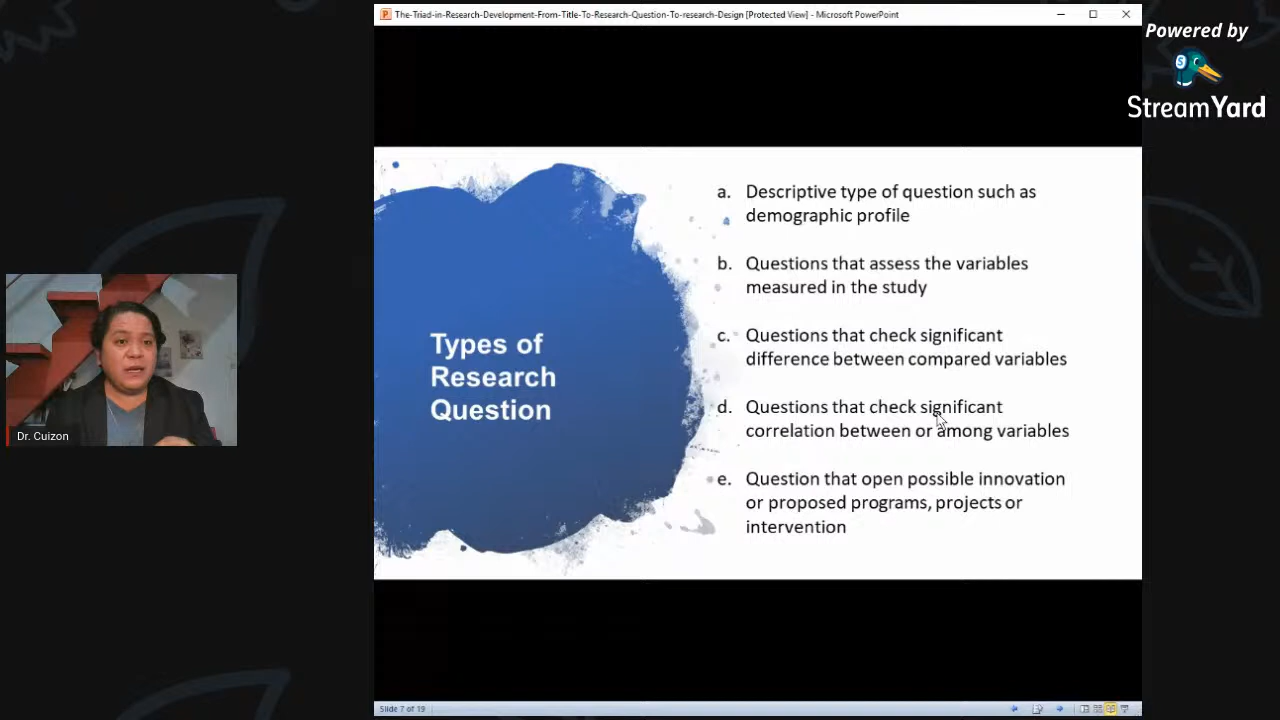 The-Triad-in-Research-Development-From-Title-To-Research-Question-To-research-Design [Protected View] - Microsoft PowerPoint
Powered by
StreamYard
Dr. Cuizon
Types of
Research
Question
a. Descriptive type of question such as
demographic profile
b. Questions that assess the variables
measured in the study
c. Questions that check significant
difference between compared variables
d. Questions that check significant
correlation between or among variables
e. Question that open possible innovation
or proposed programs, projects or
intervention
Slide 7 of 19